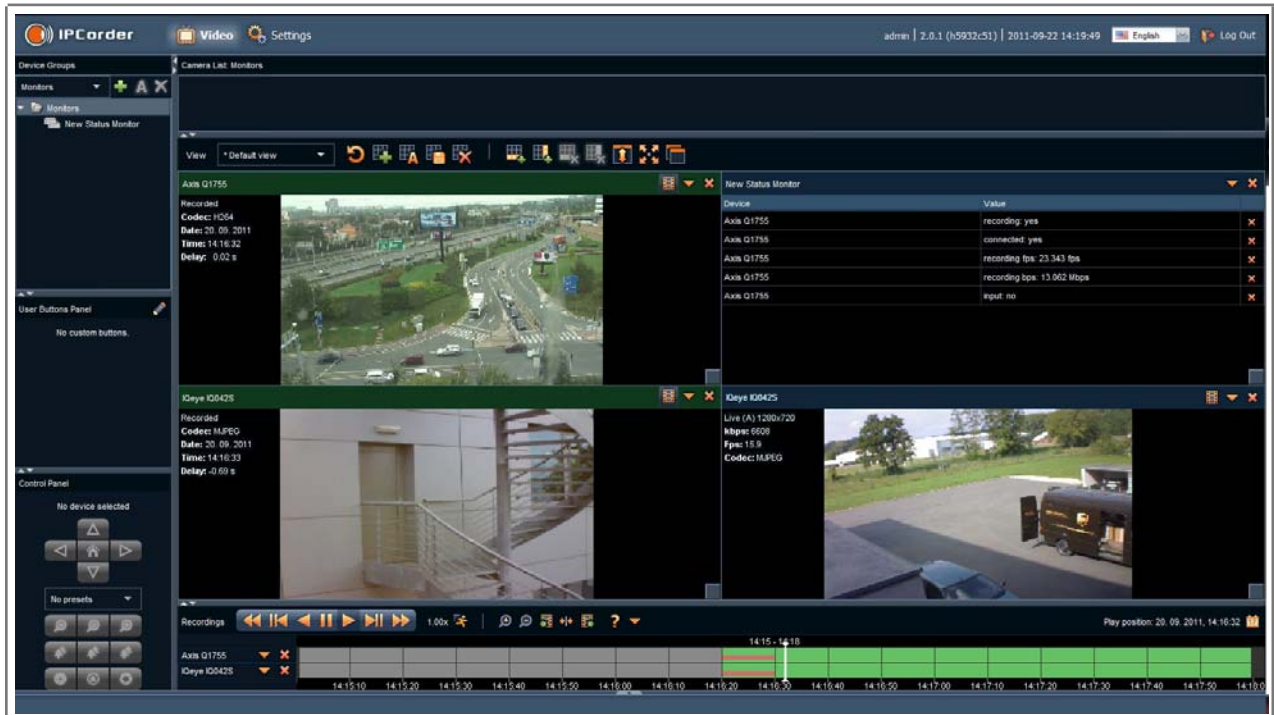 IPCorder Video Settings admin | 2.0.1 (h5932c51) | 2011-09-22 14:19:49 English Log Out
Device Groups
Camera List: Monitors
Monitors
Monitors
New Status Monitor
View * Default view
Axis Q1755
Recorded
Codec: H264
Date: 20. 09. 2011
Time: 14:16:32
Delay: 0.02 s
New Status Monitor
Device Value
Axis Q1755 recording: yes
Axis Q1755 connected: yes
Axis Q1755 recording fps: 23.343 fps
Axis Q1755 recording bps: 13.062 Mbps
Axis Q1755 input: no
User Buttons Panel
No custom buttons.
IQeye IQ042S
Recorded
Codec: MJPEG
Date: 20. 09. 2011
Time: 14:16:33
Delay: -0.69 s
IQeye IQ042S
Live (A) 1280x720
kbps: 6608
Fps: 15.9
Codec: MJPEG
Control Panel
No device selected
No presets
Recordings 1.00x ? Play position: 20. 09. 2011, 14:16:32
14:15 - 14:18
Axis Q1755
IQeye IQ042S
14:15:10 14:15:20 14:15:30 14:15:40 14:15:50 14:16:00 14:16:10 14:16:20 14:16:30 14:16:40 14:16:50 14:17:00 14:17:10 14:17:20 14:17:30 14:17:40 14:17:50